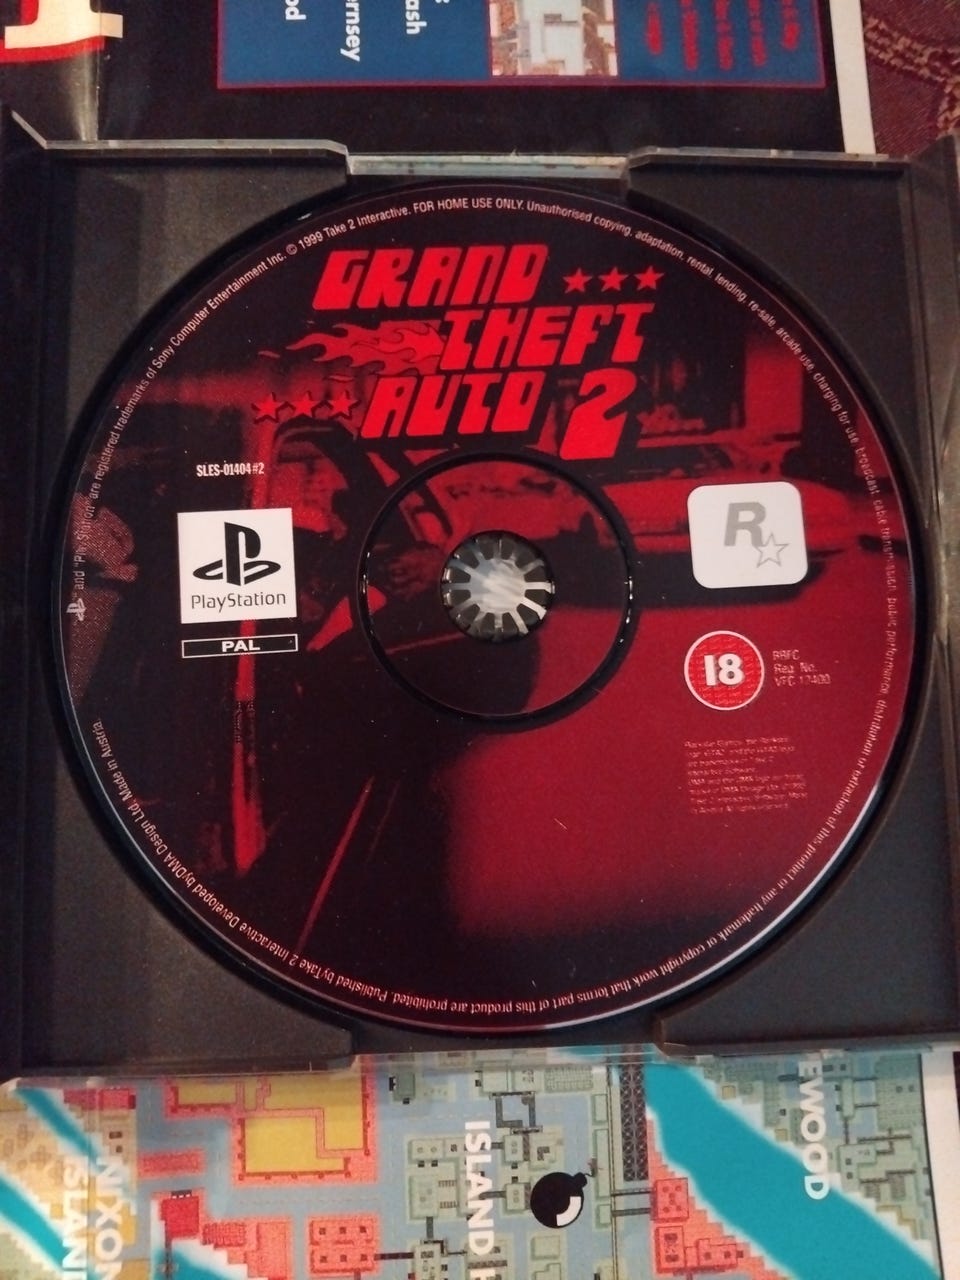 ash
rnsey
od
GRAND
THEFT
AUTO 2
SLES-01404#2
PlayStation
PAL
R
18
BBFC
Reg. No.
VFC 17400
" and "PlayStation" are registered trademarks of Sony Computer Entertainment Inc. © 1999 Take 2 Interactive. FOR HOME USE ONLY. Unauthorised copying, adaptation, rental, lending, re-sale, arcade use, charging for use, broadcast, cable transmission, public performance, distribution or extraction of this product or any trademark or copyright work that forms part of this product are prohibited. Published by Take 2 Interactive Developed by DMA Design Ltd. Made in Austria.
EWOOD
ISLAND H
NIXON
ISLAND